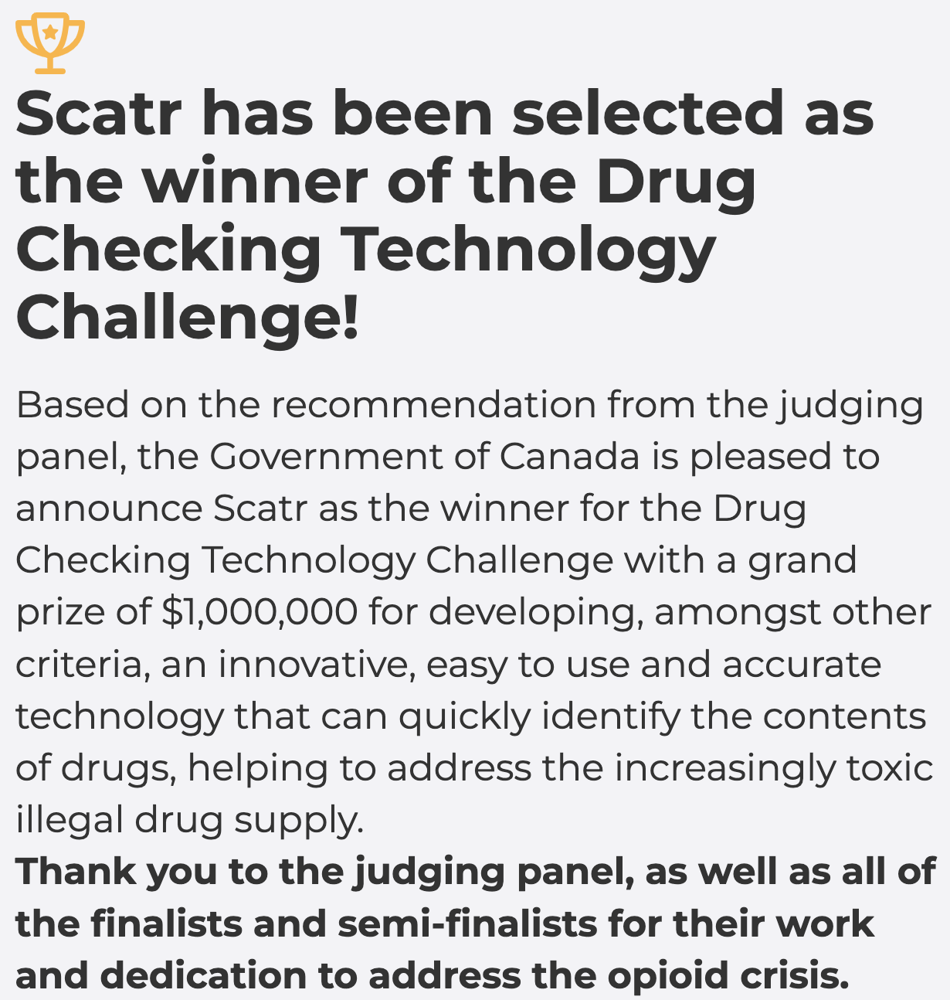 Scatr has been selected as
the winner of the Drug
Checking Technology
Challenge!
Based on the recommendation from the judging
panel, the Government of Canada is pleased to
announce Scatr as the winner for the Drug
Checking Technology Challenge with a grand
prize of $1,000,000 for developing, amongst other
criteria, an innovative, easy to use and accurate
technology that can quickly identify the contents
of drugs, helping to address the increasingly toxic
illegal drug supply.
Thank you to the judging panel, as well as all of
the finalists and semi-finalists for their work
and dedication to address the opioid crisis.